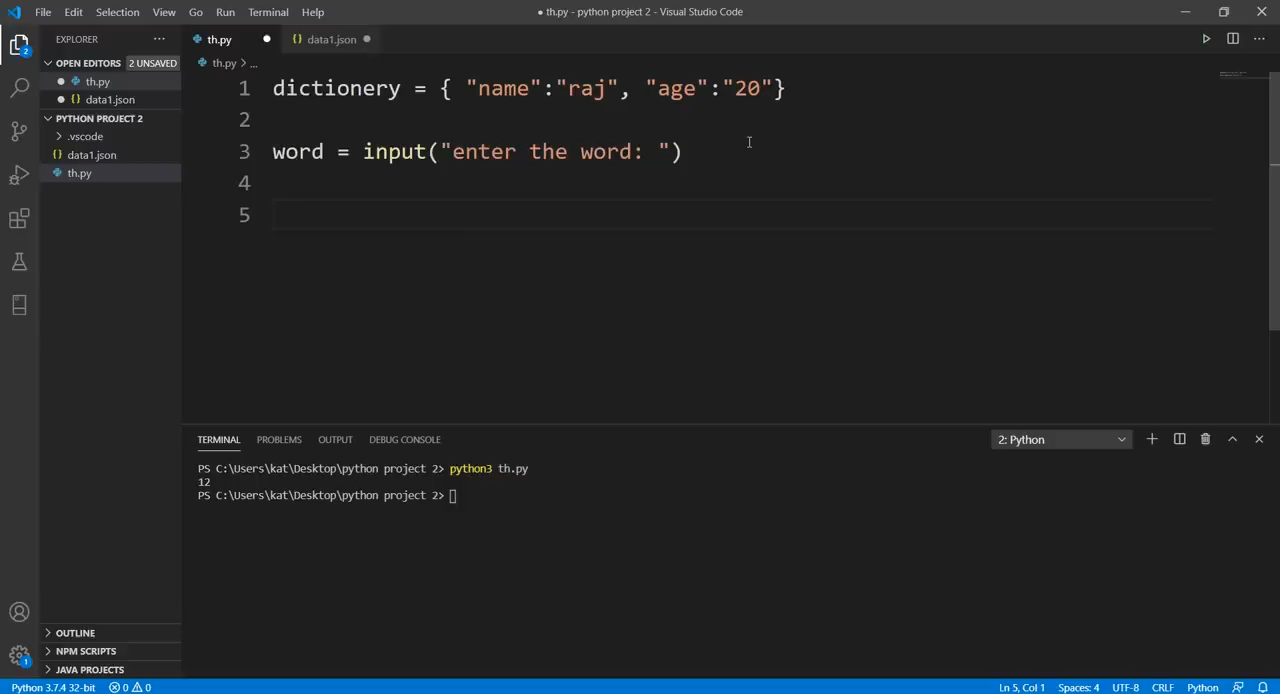 File Edit Selection View Go Run Terminal Help ● th.py - python project 2 - Visual Studio Code
EXPLORER ···
th.py ●
data1.json ●
OPEN EDITORS 2 UNSAVED
● th.py
● data1.json
PYTHON PROJECT 2
.vscode
data1.json
th.py
2
th.py > ...
1 dictionery = { "name":"raj", "age":"20"}
2
3 word = input("enter the word: ")
4
5
TERMINAL PROBLEMS OUTPUT DEBUG CONSOLE 2: Python
PS C:\Users\kat\Desktop\python project 2> python3 th.py
12
PS C:\Users\kat\Desktop\python project 2>
OUTLINE
NPM SCRIPTS
JAVA PROJECTS
1
Python 3.7.4 32-bit 0 0 Ln 5, Col 1 Spaces: 4 UTF-8 CRLF Python